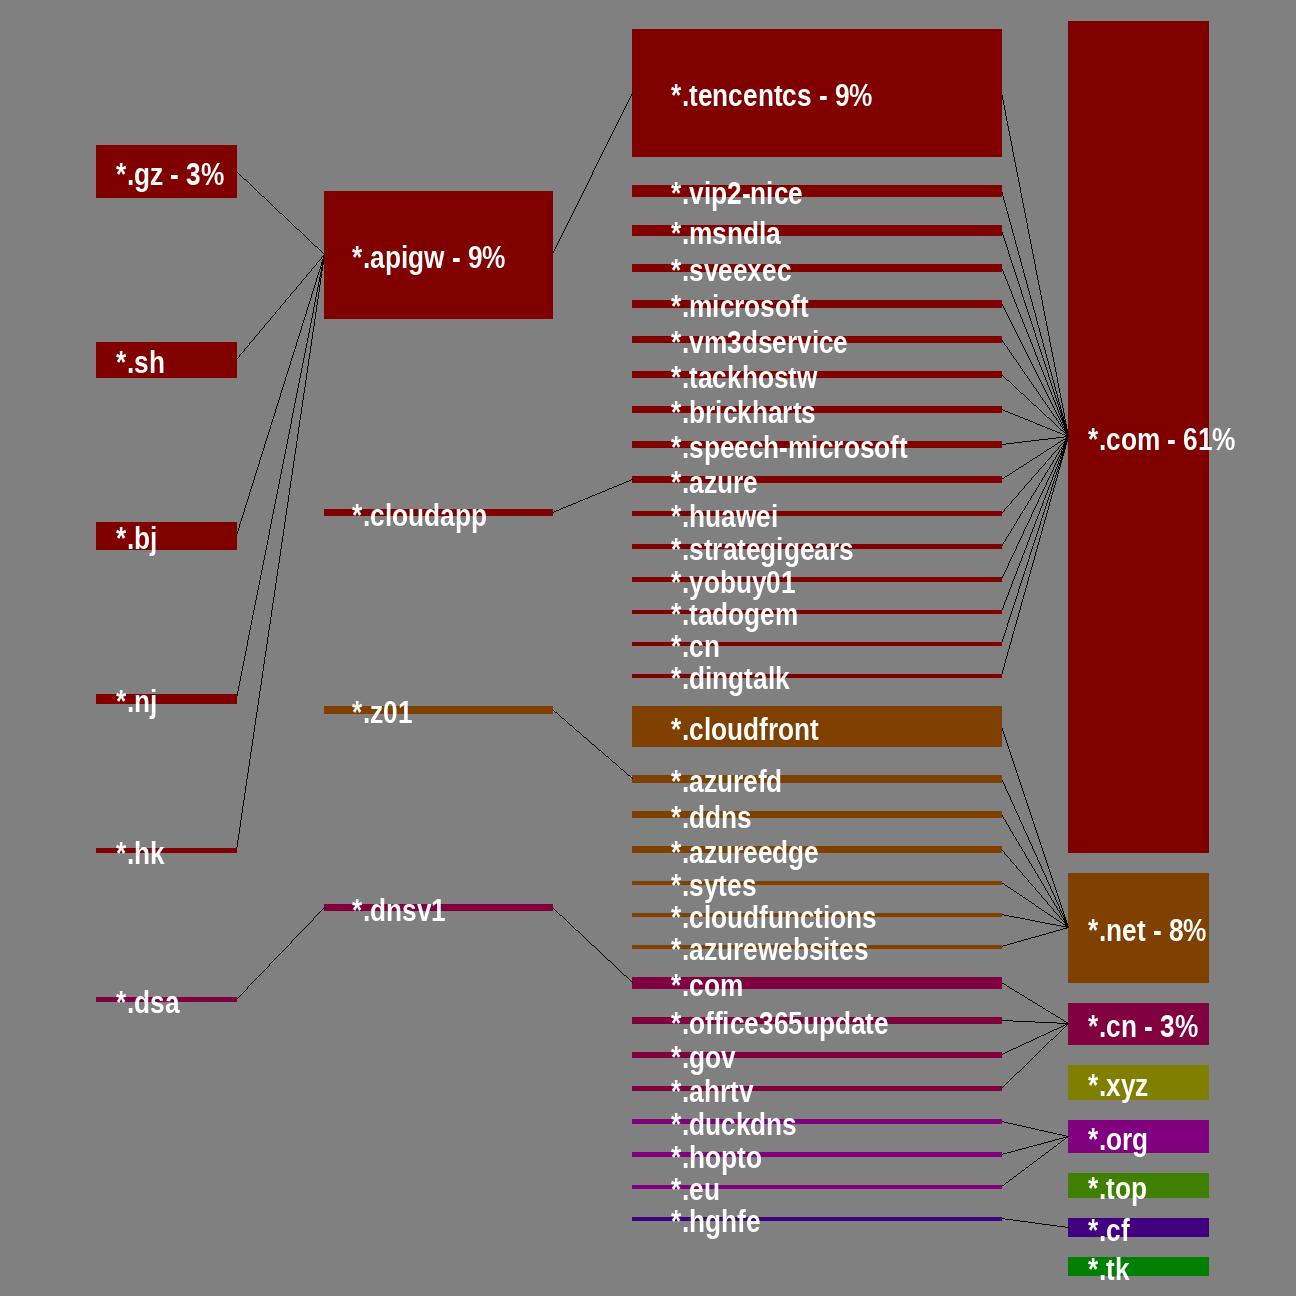 *.gz - 3%
*.sh
*.bj
*.nj
*.hk
*.dsa
*.apigw - 9%
*.cloudapp
*.z01
*.dnsv1
*.tencentcs - 9%
*.vip2-nice
*.msndla
*.sveexec
*.microsoft
*.vm3dservice
*.tackhostw
*.brickharts
*.speech-microsoft
*.azure
*.huawei
*.strategigears
*.yobuy01
*.tadogem
*.cn
*.dingtalk
*.cloudfront
*.azurefd
*.ddns
*.azureedge
*.sytes
*.cloudfunctions
*.azurewebsites
*.com
*.office365update
*.gov
*.ahrtv
*.duckdns
*.hopto
*.eu
*.hghfe
*.com - 61%
*.net - 8%
*.cn - 3%
*.xyz
*.org
*.top
*.cf
*.tk